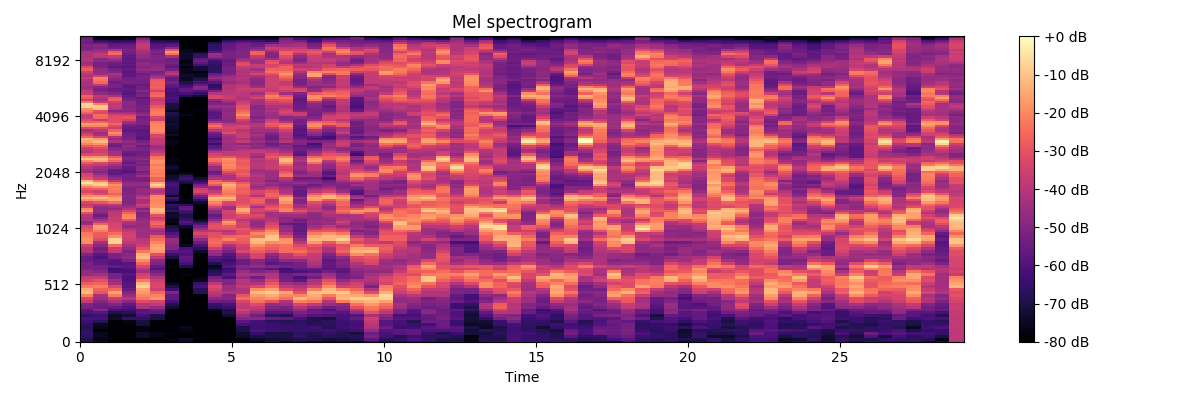 Mel spectrogram
Hz
8192
4096
2048
1024
512
0
0 5 10 15 20 25
Time
+0 dB
-10 dB
-20 dB
-30 dB
-40 dB
-50 dB
-60 dB
-70 dB
-80 dB